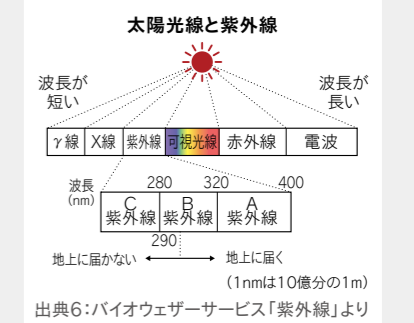 太陽光線と紫外線
波長が
短い
波長が
長い
γ線 X線 紫外線 可視光線 赤外線 電波
波長
(nm)
280 320 400
C
紫外線
B
紫外線
A
紫外線
290
地上に届かない
地上に届く
(1nmは10億分の1m)
出典6:バイオウェザーサービス「紫外線」より